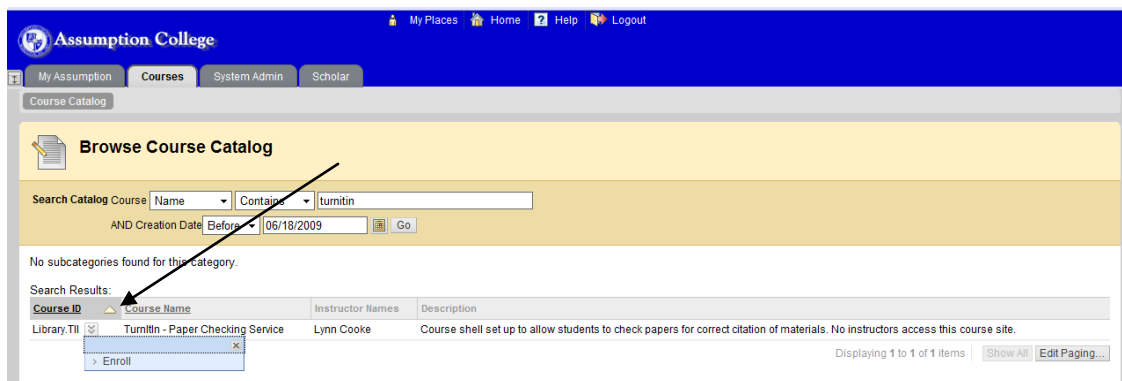 My Places Home Help Logout
Assumption College
My Assumption Courses System Admin Scholar
Course Catalog
Browse Course Catalog
Search Catalog Course Name Contains turnitin
AND Creation Date Before 06/18/2009 Go
No subcategories found for this category.
Search Results:
Course ID Course Name Instructor Names Description
Library.TII TurnItIn - Paper Checking Service Lynn Cooke Course shell set up to allow students to check papers for correct citation of materials. No instructors access this course site.
Enroll
Displaying 1 to 1 of 1 items Show All Edit Paging...